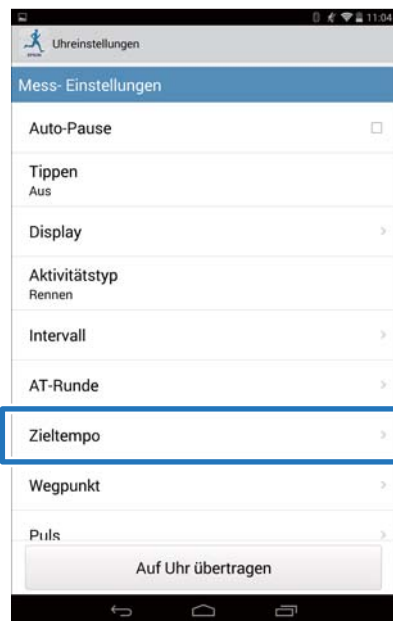 11:04
EPSON
Uhreinstellungen
Mess- Einstellungen
Auto-Pause
Tippen
Aus
Display
Aktivitätstyp
Rennen
Intervall
AT-Runde
Zieltempo
Wegpunkt
Puls
Auf Uhr übertragen